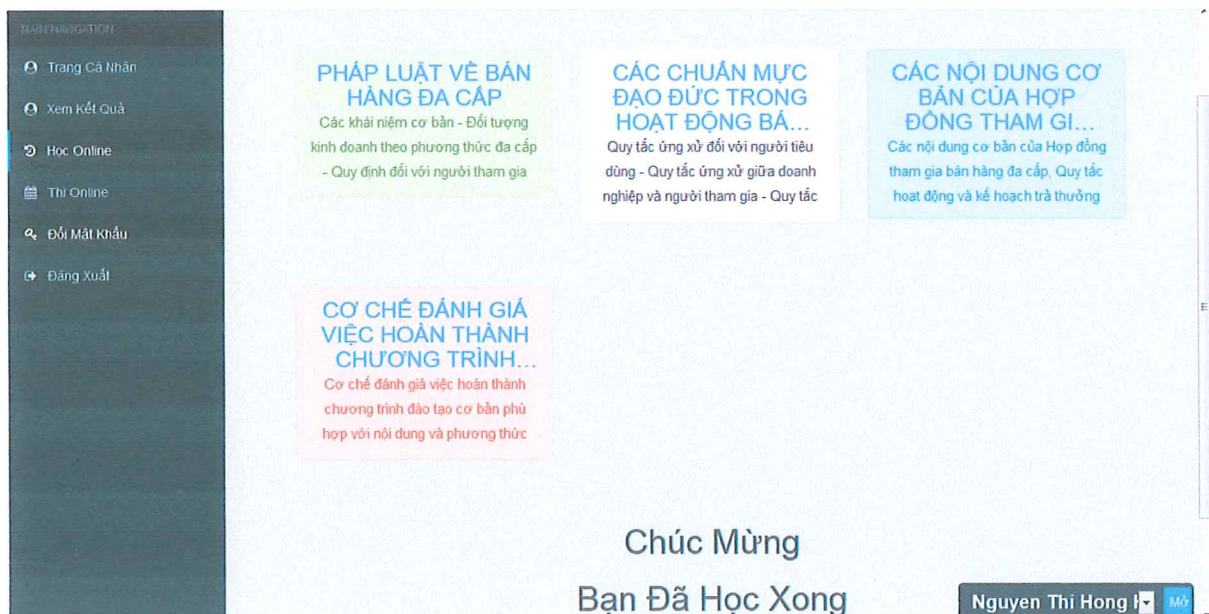 MAIN NAVIGATION
Trang Cá Nhân
Xem Kết Quả
Học Online
Thi Online
Đổi Mật Khẩu
Đăng Xuất
PHÁP LUẬT VỀ BÁN
HÀNG ĐA CẤP
Các khái niệm cơ bản - Đối tượng
kinh doanh theo phương thức đa cấp
- Quy định đối với người tham gia
CÁC CHUẨN MỰC
ĐẠO ĐỨC TRONG
HOẠT ĐỘNG BÁ...
Quy tắc ứng xử đối với người tiêu
dùng - Quy tắc ứng xử giữa doanh
nghiệp và người tham gia - Quy tắc
CÁC NỘI DUNG CƠ
BẢN CỦA HỢP
ĐỒNG THAM GI...
Các nội dung cơ bản của Hợp đồng
tham gia bán hàng đa cấp, Quy tắc
hoạt động và kế hoạch trả thưởng
CƠ CHẾ ĐÁNH GIÁ
VIỆC HOÀN THÀNH
CHƯƠNG TRÌNH...
Cơ chế đánh giá việc hoàn thành
chương trình đào tạo cơ bản phù
hợp với nội dung và phương thức
Chúc Mừng
Bạn Đã Học Xong
Nguyen Thi Hong
Mở